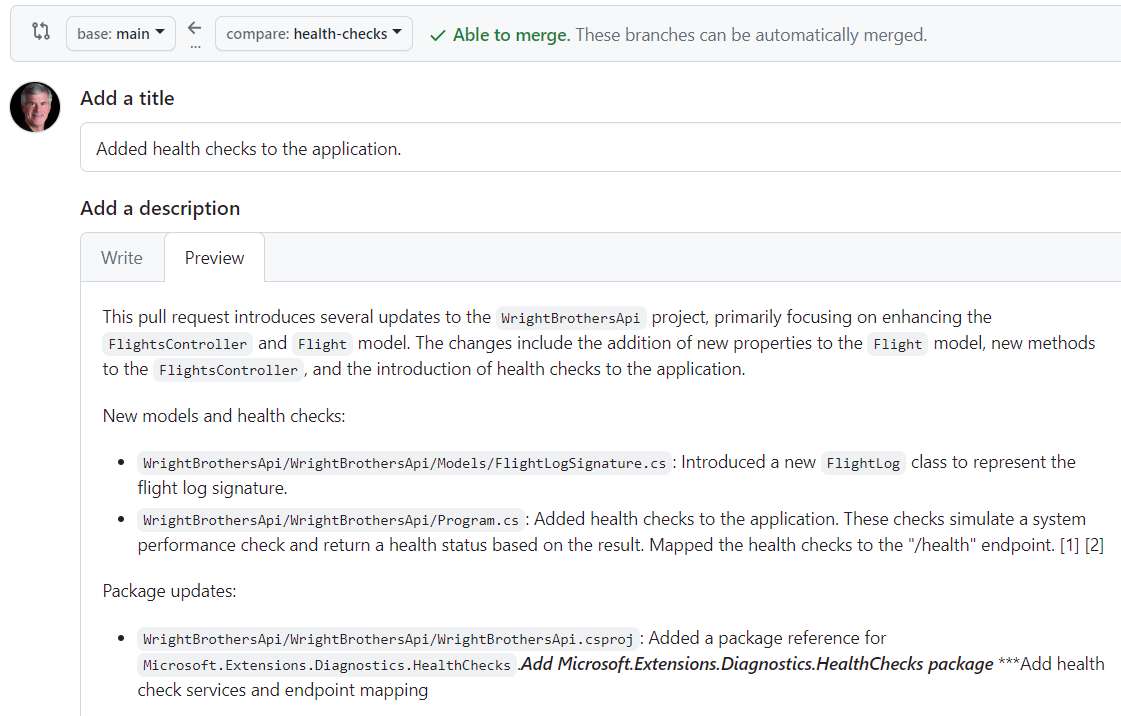 base: main ... compare: health-checks Able to merge. These branches can be automatically merged.
Add a title
Added health checks to the application.
Add a description
Write Preview
This pull request introduces several updates to the WrightBrothersApi project, primarily focusing on enhancing the
FlightsController and Flight model. The changes include the addition of new properties to the Flight model, new methods
to the FlightsController, and the introduction of health checks to the application.
New models and health checks:
• WrightBrothersApi/WrightBrothersApi/Models/FlightLogSignature.cs: Introduced a new FlightLog class to represent the
flight log signature.
• WrightBrothersApi/WrightBrothersApi/Program.cs: Added health checks to the application. These checks simulate a system
performance check and return a health status based on the result. Mapped the health checks to the "/health" endpoint. [1] [2]
Package updates:
• WrightBrothersApi/WrightBrothersApi/WrightBrothersApi.csproj: Added a package reference for
Microsoft.Extensions.Diagnostics.HealthChecks.Add Microsoft.Extensions.Diagnostics.HealthChecks package ***Add health
check services and endpoint mapping